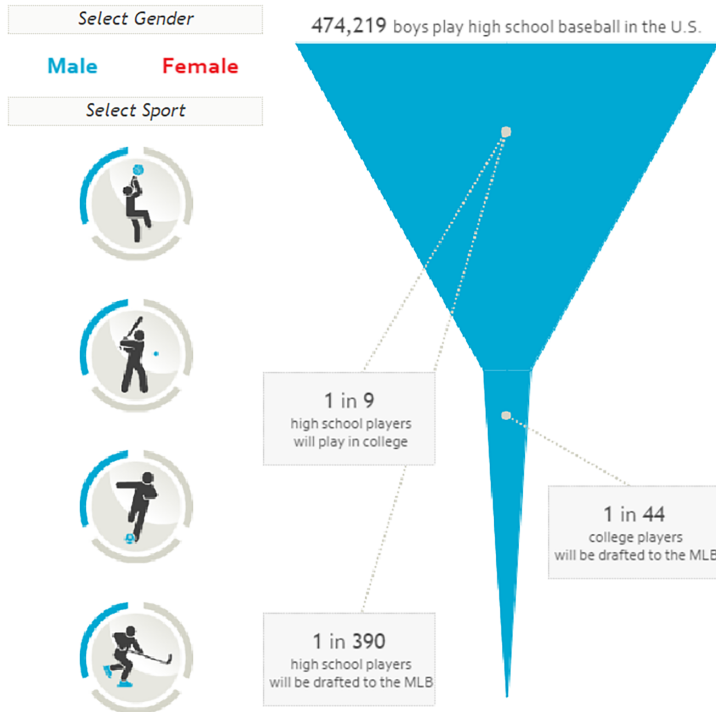 Select Gender
Male Female
Select Sport
474,219 boys play high school baseball in the U.S.
1 in 9
high school players
will play in college
1 in 44
college players
will be drafted to the MLB
1 in 390
high school players
will be drafted to the MLB